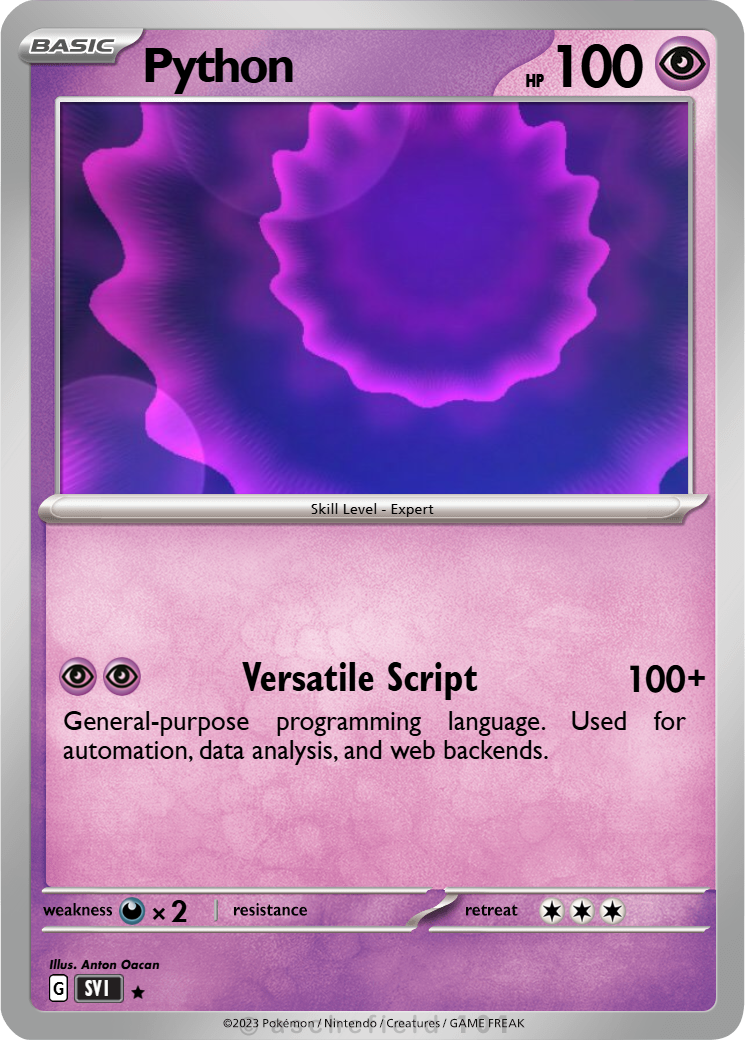 BASIC
Python
HP 100
Skill Level - Expert
Versatile Script 100+
General-purpose programming language. Used for
automation, data analysis, and web backends.
weakness × 2 resistance retreat
Illus. Anton Oacan
G SVI
©2023 Pokémon / Nintendo / Creatures / GAME FREAK